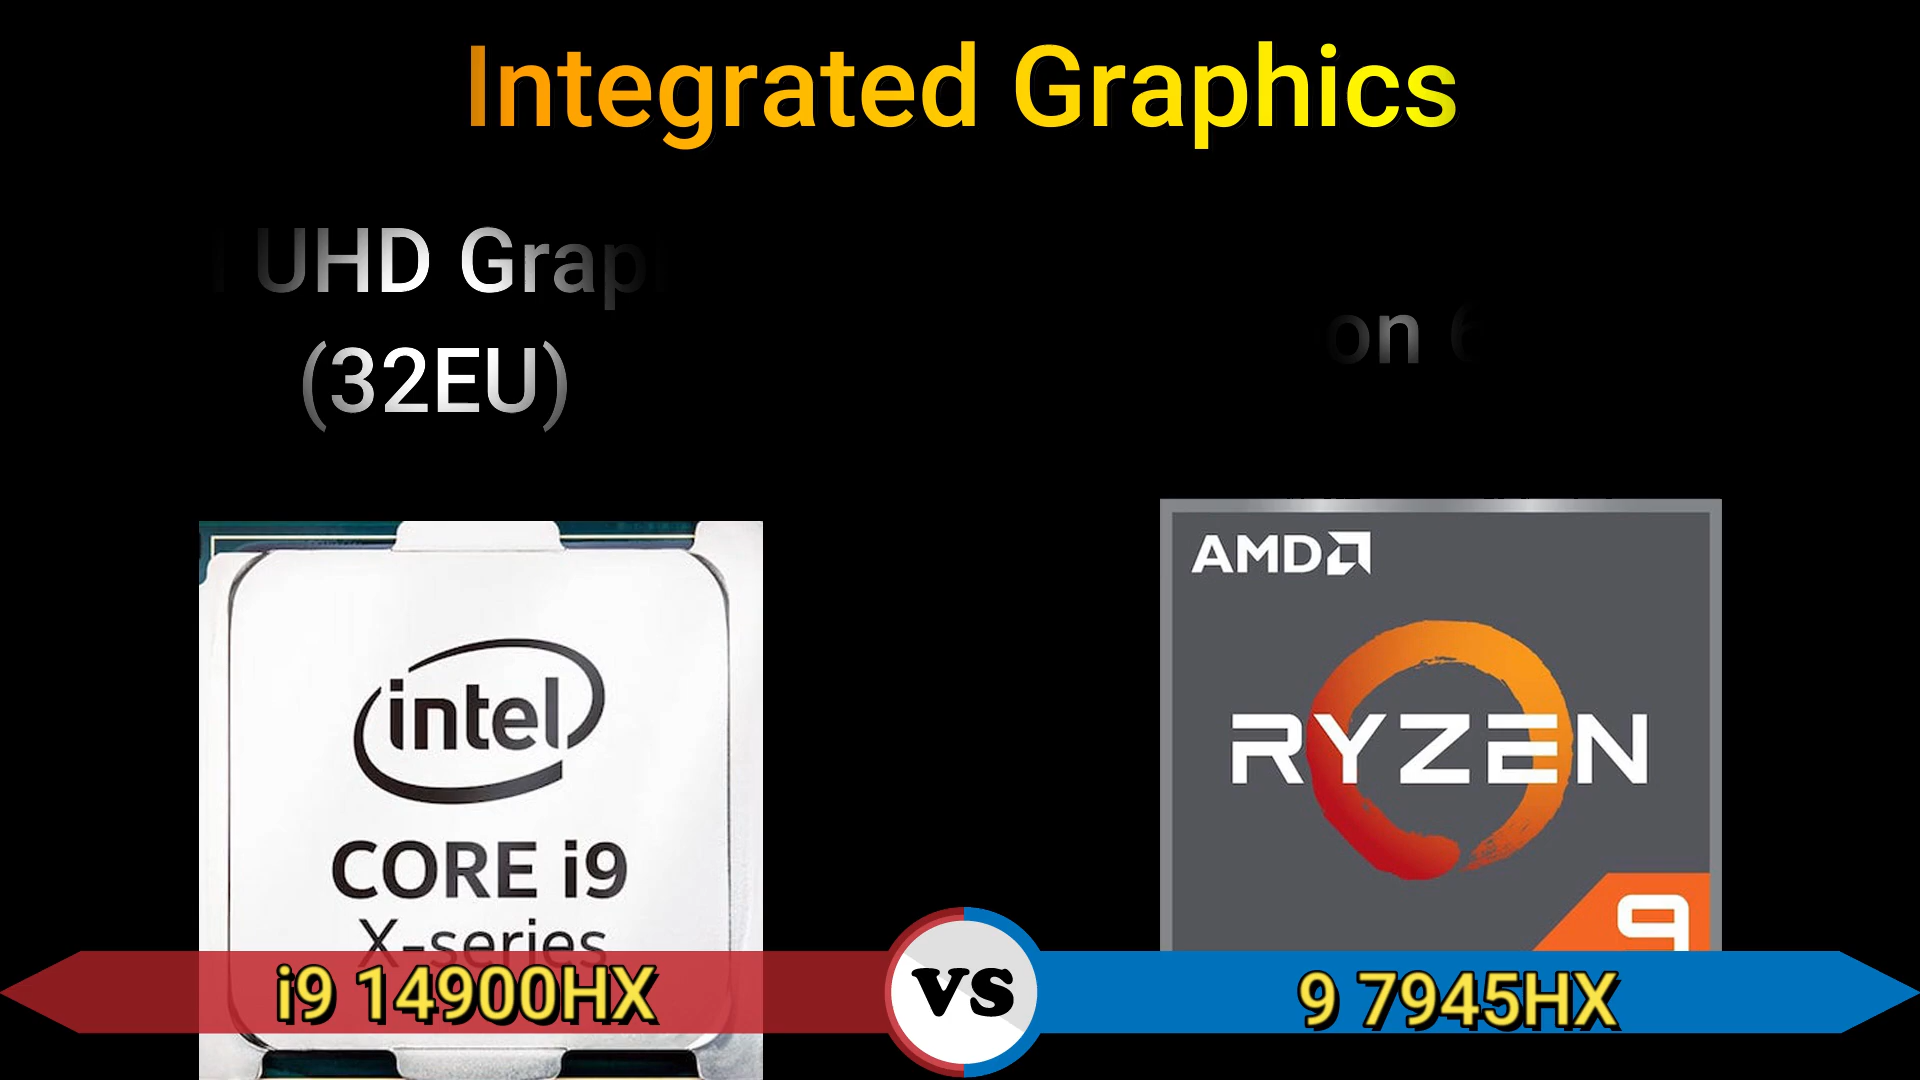 Integrated Graphics
UHD Grap
(32EU)
on
intel
CORE i9
X-series
AMD
RYZEN
9
i9 14900HX
VS
9 7945HX